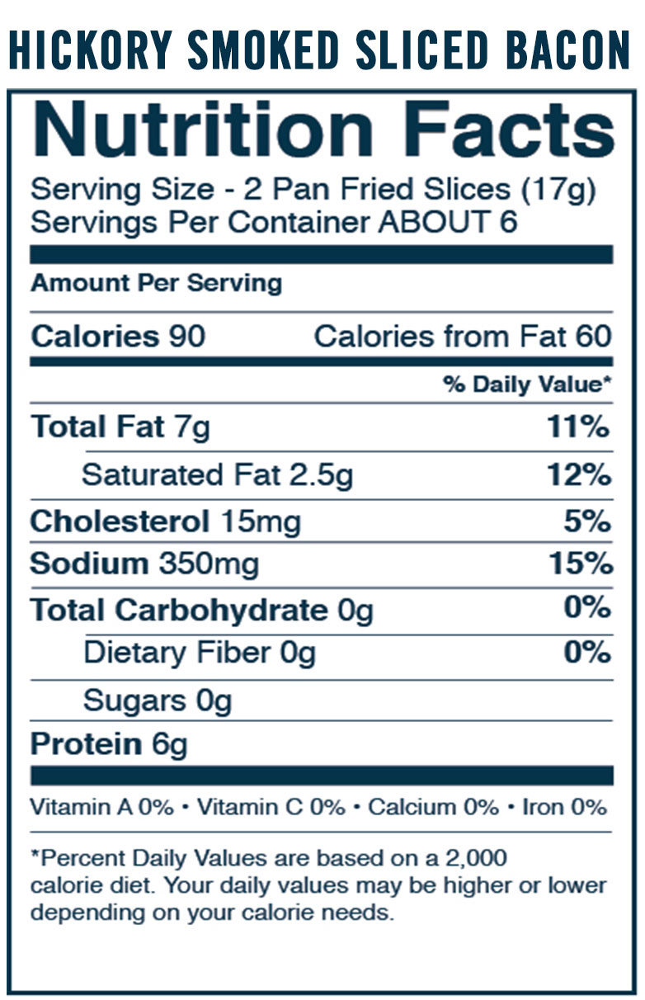 HICKORY SMOKED SLICED BACON
Nutrition Facts
Serving Size - 2 Pan Fried Slices (17g)
Servings Per Container ABOUT 6
Amount Per Serving
Calories 90 Calories from Fat 60
% Daily Value*
Total Fat 7g 11%
Saturated Fat 2.5g 12%
Cholesterol 15mg 5%
Sodium 350mg 15%
Total Carbohydrate 0g 0%
Dietary Fiber 0g 0%
Sugars 0g
Protein 6g
Vitamin A 0% • Vitamin C 0% • Calcium 0% • Iron 0%
*Percent Daily Values are based on a 2,000
calorie diet. Your daily values may be higher or lower
depending on your calorie needs.